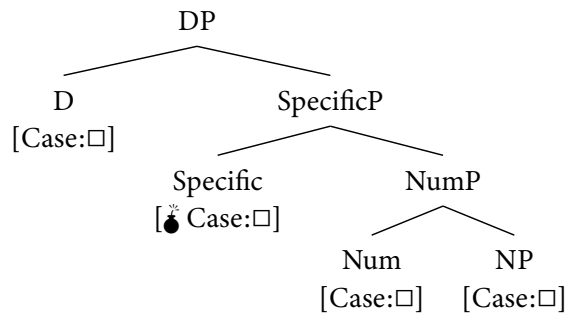 DP
D SpecificP
[Case:□]
Specific NumP
[💣Case:□]
Num NP
[Case:□] [Case:□]